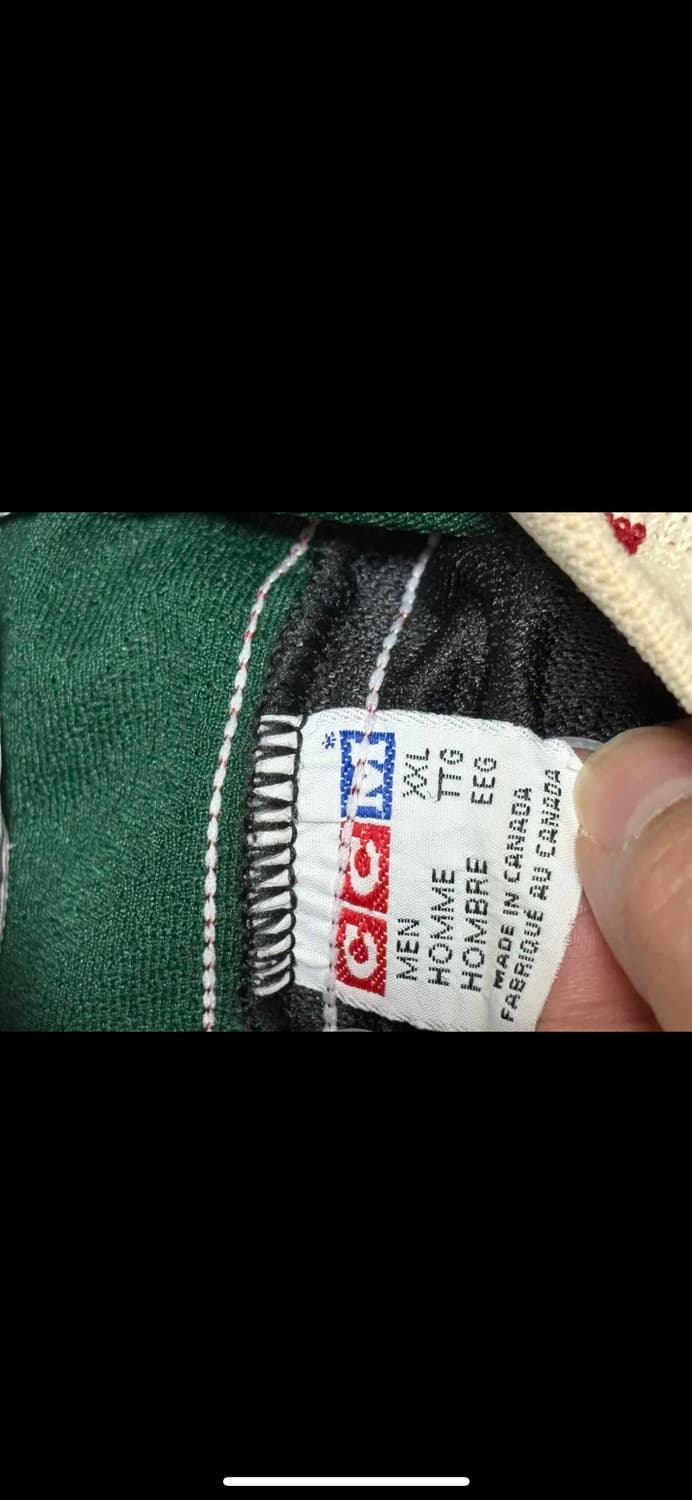 CCM*
MEN XXL
HOMME TTG
HOMBRE EEG
MADE IN CANADA
FABRIQUÉ AU CANADA